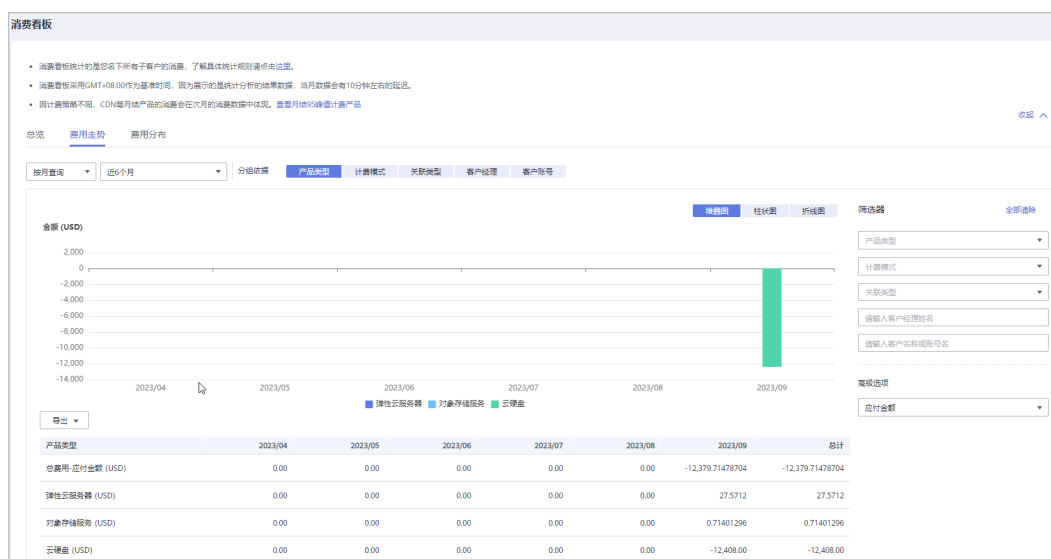 消费看板
消费看板统计的是您名下所有子客户的消费，了解具体统计规则请点击这里。
消费看板采用GMT+08:00作为基准时间，因为展示的是统计分析的结果数据，当月数据会有10分钟左右的延迟。
因计费策略不同，CDN等月结产品的消费会在次月的消费数据中体现。查看月结95峰值计费产品
收起
总览 费用走势 费用分布
按月查询 近6个月 分组依据 产品类型 计费模式 关联类型 客户经理 客户账号
堆叠图 柱状图 折线图 筛选器 全部清除
金额 (USD)
2,000
0
-2,000
-4,000
-6,000
-8,000
-10,000
-12,000
-14,000
2023/04 2023/05 2023/06 2023/07 2023/08 2023/09
弹性云服务器 对象存储服务 云硬盘
产品类型
计费模式
关联类型
请输入客户经理姓名
请输入客户名称或账号名
高级选项
应付金额
导出
产品类型 2023/04 2023/05 2023/06 2023/07 2023/08 2023/09 总计
总费用-应付金额 (USD) 0.00 0.00 0.00 0.00 0.00 -12,379.71478704 -12,379.71478704
弹性云服务器 (USD) 0.00 0.00 0.00 0.00 0.00 27.5712 27.5712
对象存储服务 (USD) 0.00 0.00 0.00 0.00 0.00 0.71401296 0.71401296
云硬盘 (USD) 0.00 0.00 0.00 0.00 0.00 -12,408.00 -12,408.00